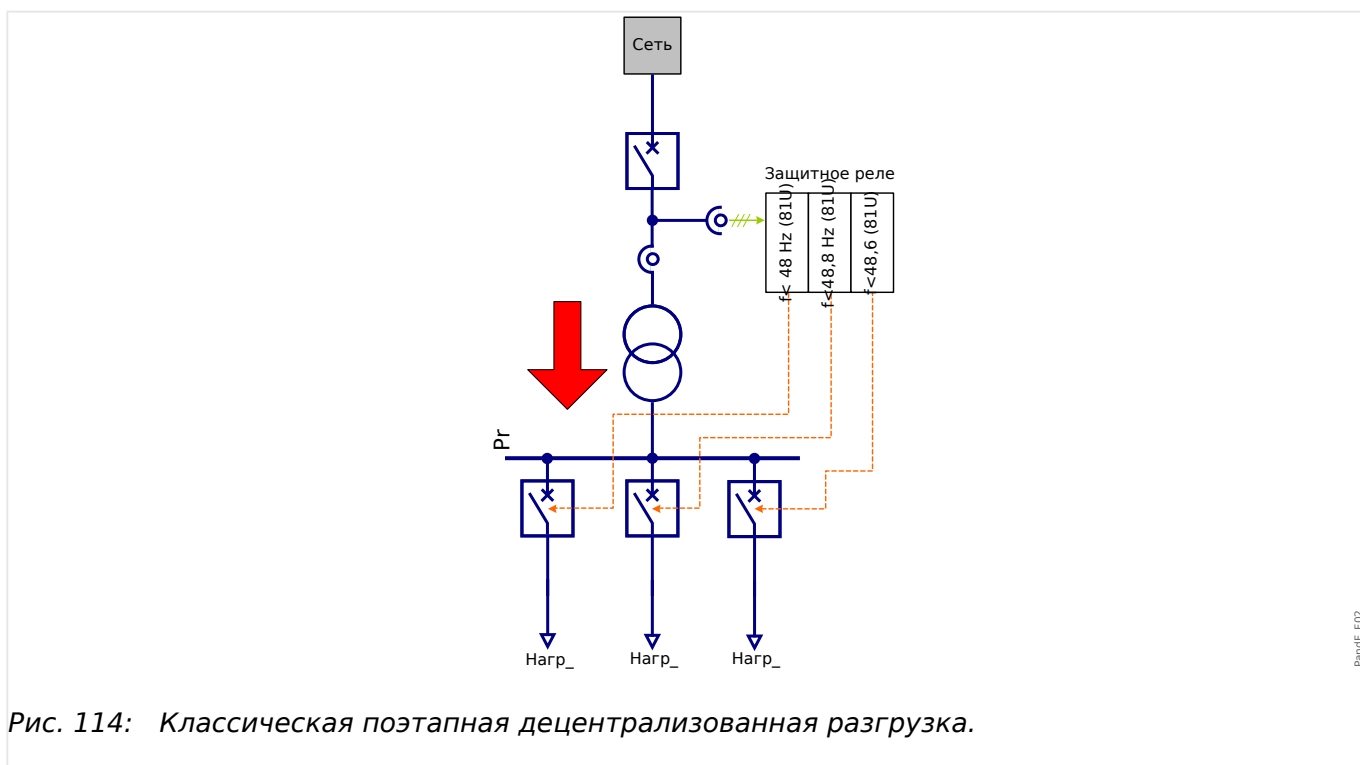 Сеть
Защитное реле
f< 48 Hz (81U)
f<48,8 Hz (81U)
f<48,6 (81U)
Pr
Нагр_
Нагр_
Нагр_
PandF_E02
Рис. 114: Классическая поэтапная децентрализованная разгрузка.